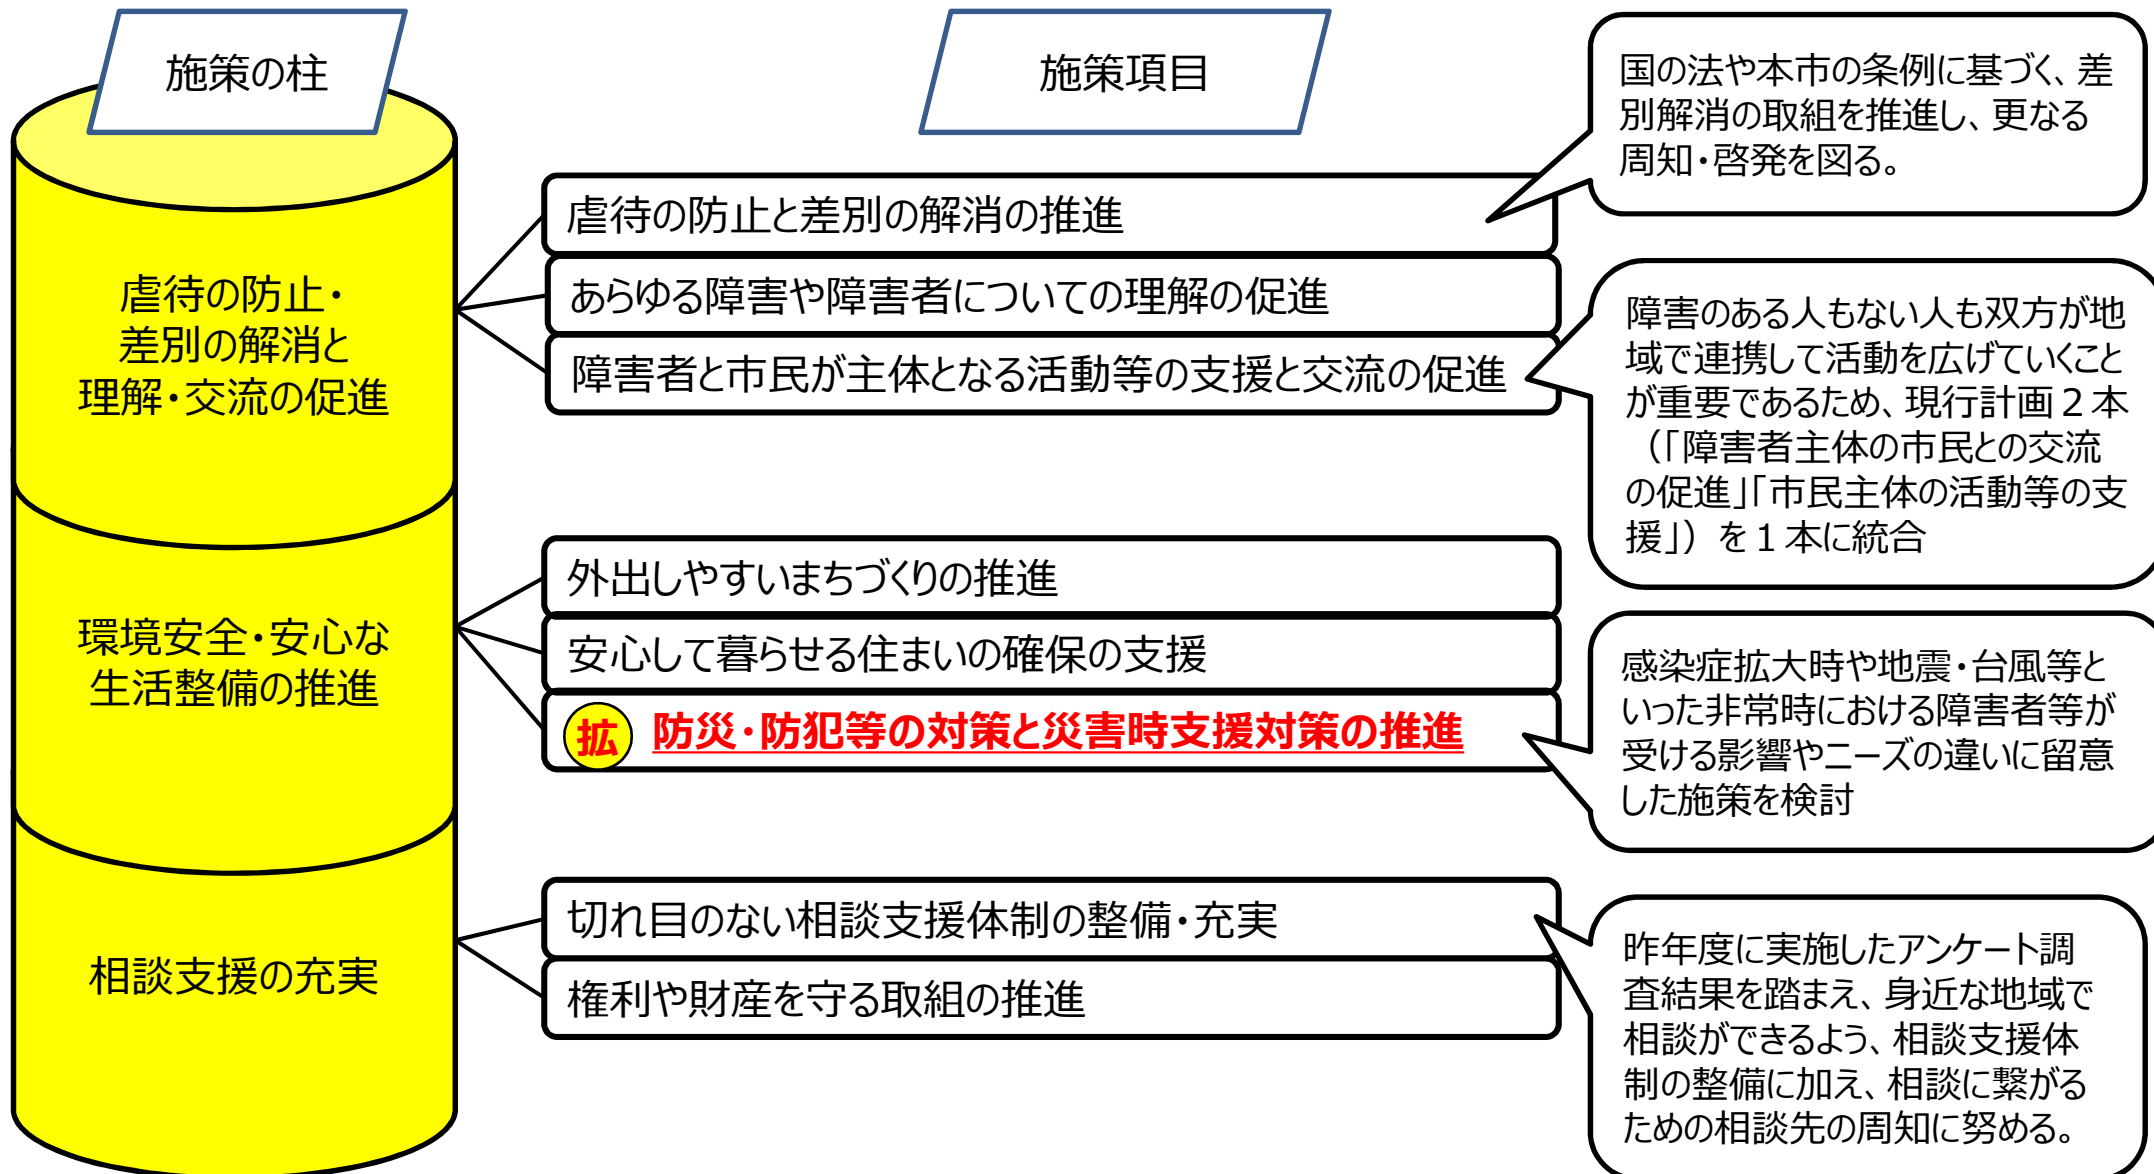 施策の柱
施策項目
虐待の防止・
差別の解消と
理解・交流の促進
虐待の防止と差別の解消の推進
あらゆる障害や障害者についての理解の促進
障害者と市民が主体となる活動等の支援と交流の促進
国の法や本市の条例に基づく、差
別解消の取組を推進し、更なる
周知・啓発を図る。
障害のある人もない人も双方が地
域で連携して活動を広げていくこと
が重要であるため、現行計画２本
（「障害者主体の市民との交流
の促進」「市民主体の活動等の支
援」）を１本に統合
環境安全・安心な
生活整備の推進
外出しやすいまちづくりの推進
安心して暮らせる住まいの確保の支援
拡 防災・防犯等の対策と災害時支援対策の推進
感染症拡大時や地震・台風等と
いった非常時における障害者等が
受ける影響やニーズの違いに留意
した施策を検討
相談支援の充実
切れ目のない相談支援体制の整備・充実
権利や財産を守る取組の推進
昨年度に実施したアンケート調
査結果を踏まえ、身近な地域で
相談ができるよう、相談支援体
制の整備に加え、相談に繋がる
ための相談先の周知に努める。